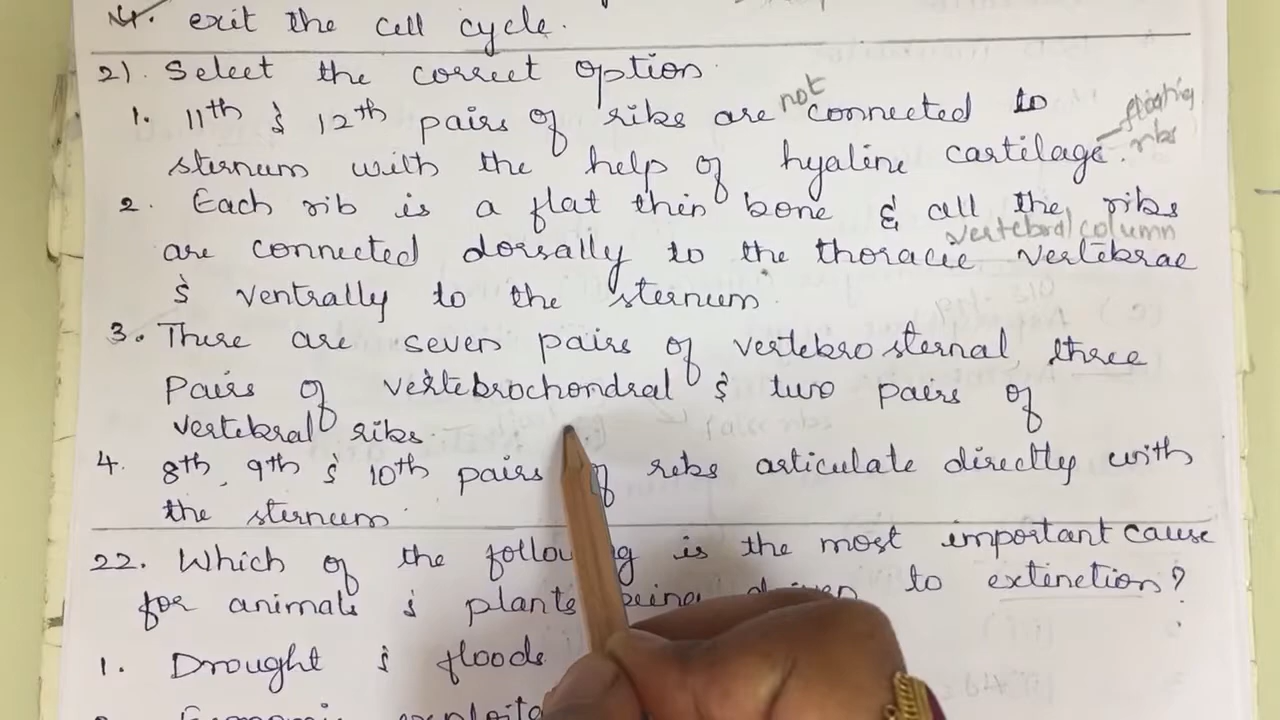 4. exit the cell cycle.
21. Select the correct option.
not
1. 11th & 12th pairs of ribs are connected to
floating
ribs
sternum with the help of hyaline cartilage.
2. Each rib is a flat thin bone & all the ribs
vertebral column
are connected dorsally to the thoracic vertebrae
& ventrally to the sternum.
3. There are seven pairs of vertebrosternal, three
pairs of vertebrochondral & two pairs of
vertebral ribs.
4. 8th, 9th & 10th pairs of ribs articulate directly with
the sternum.
22. Which of the following is the most important cause
for animals & plants being driven to extinction?
1. Drought & floods